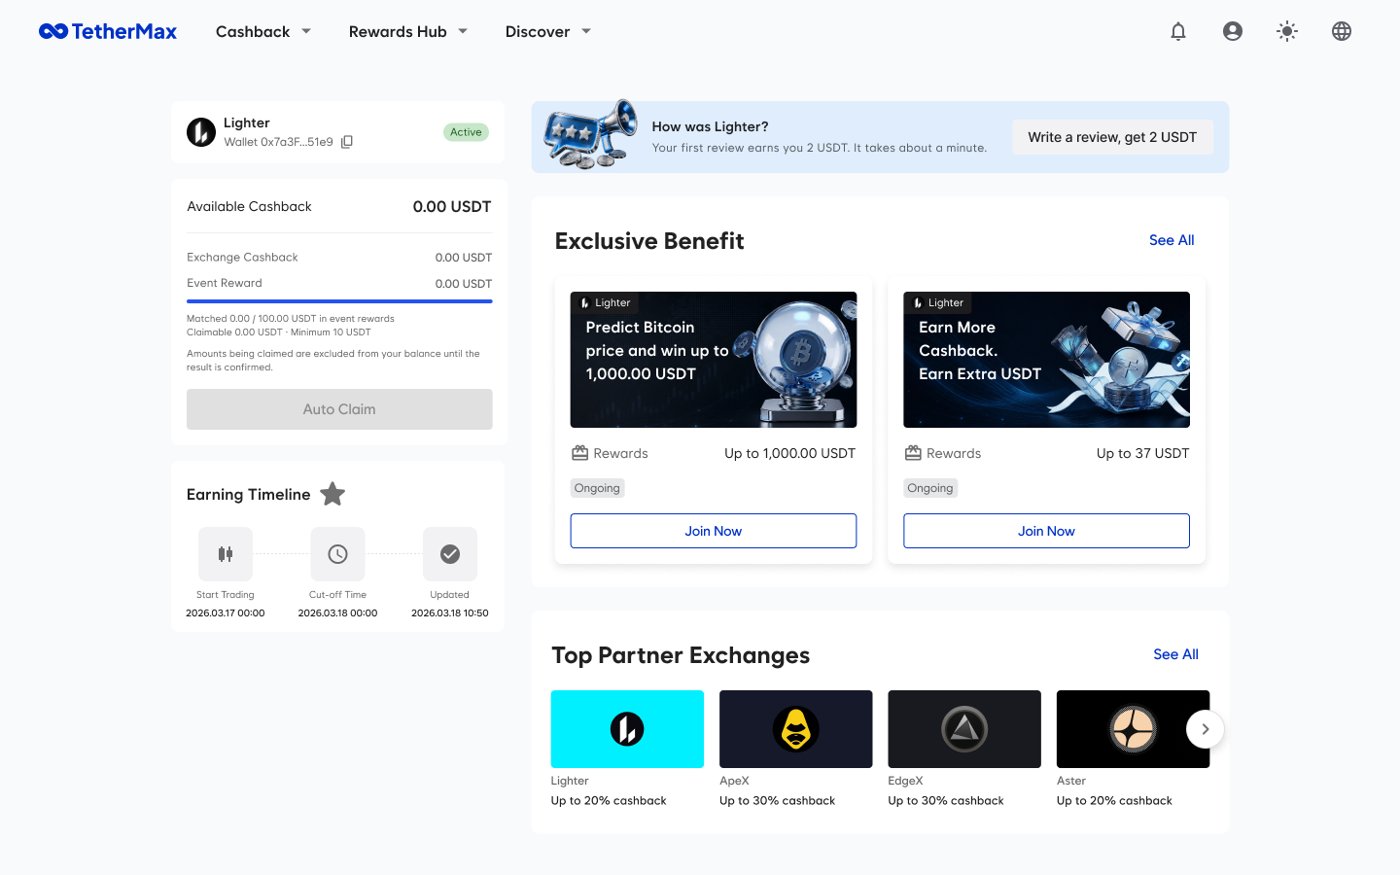 TetherMax
Cashback
Rewards Hub
Discover
Lighter
Wallet 0x7a3F...51e9
Active
Available Cashback
0.00 USDT
Exchange Cashback
0.00 USDT
Event Reward
0.00 USDT
Matched 0.00 / 100.00 USDT in event rewards
Claimable 0.00 USDT · Minimum 10 USDT
Amounts being claimed are excluded from your balance until the
result is confirmed.
Auto Claim
Earning Timeline
Start Trading
2026.03.17 00:00
Cut-off Time
2026.03.18 00:00
Updated
2026.03.18 10:50
How was Lighter?
Your first review earns you 2 USDT. It takes about a minute.
Write a review, get 2 USDT
Exclusive Benefit
See All
Lighter
Predict Bitcoin
price and win up to
1,000.00 USDT
Rewards
Up to 1,000.00 USDT
Ongoing
Join Now
Lighter
Earn More
Cashback.
Earn Extra USDT
Rewards
Up to 37 USDT
Ongoing
Join Now
Top Partner Exchanges
See All
Lighter
Up to 20% cashback
ApeX
Up to 30% cashback
EdgeX
Up to 30% cashback
Aster
Up to 20% cashback